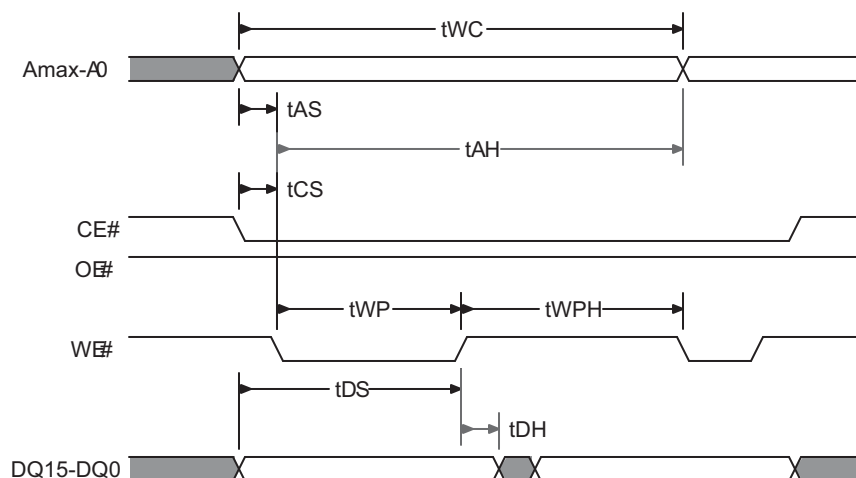 tWC
Amax-A0
tAS
tAH
tCS
CE#
OE#
tWP
tWPH
WE#
tDS
tDH
DQ15-DQ0